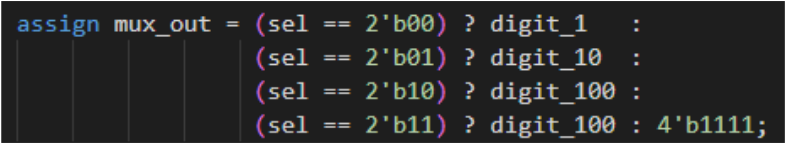 assign mux_out = (sel == 2'b00) ? digit_1   :
(sel == 2'b01) ? digit_10  :
(sel == 2'b10) ? digit_100 :
(sel == 2'b11) ? digit_100 : 4'b1111;